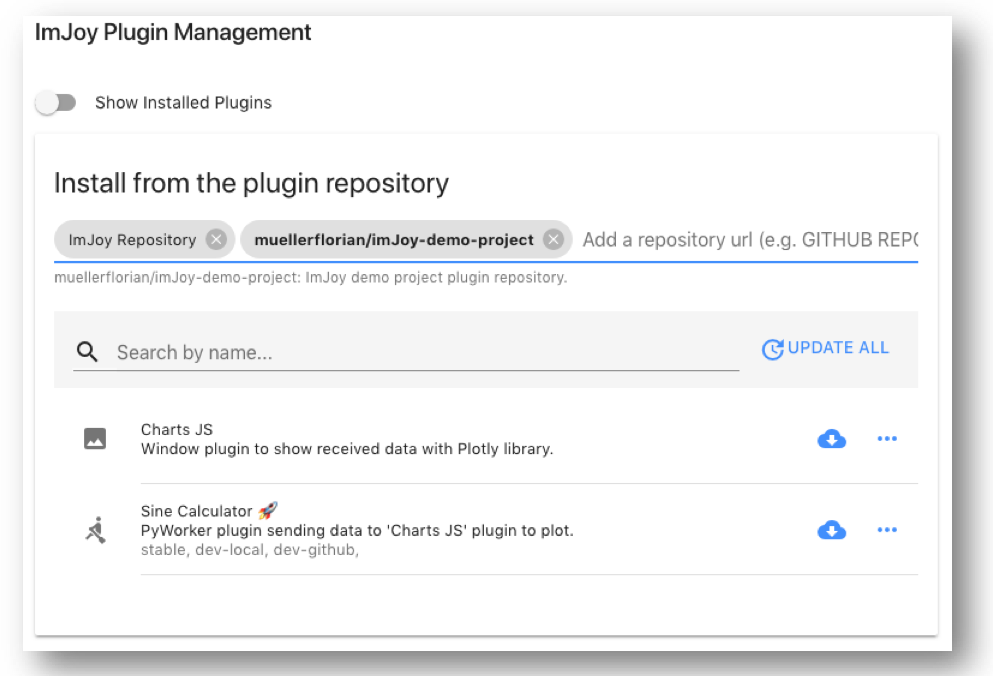 ImJoy Plugin Management
Show Installed Plugins
Install from the plugin repository
ImJoy Repository muellerflorian/imJoy-demo-project Add a repository url (e.g. GITHUB REPO
muellerflorian/imJoy-demo-project: ImJoy demo project plugin repository.
Search by name... UPDATE ALL
Charts JS
Window plugin to show received data with Plotly library.
Sine Calculator 🚀
PyWorker plugin sending data to 'Charts JS' plugin to plot.
stable, dev-local, dev-github,